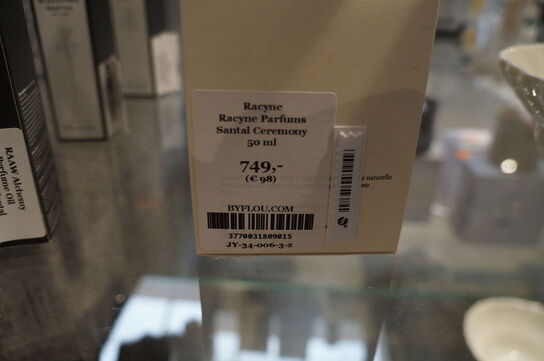 Racyne
Racyne Parfums
Santal Ceremony
50 ml
749,-
(€ 98)
BYFLOU.COM
3770031809015
JY-34-006-3-2
naturelle
RAAW Alchemy
Perfume Oil